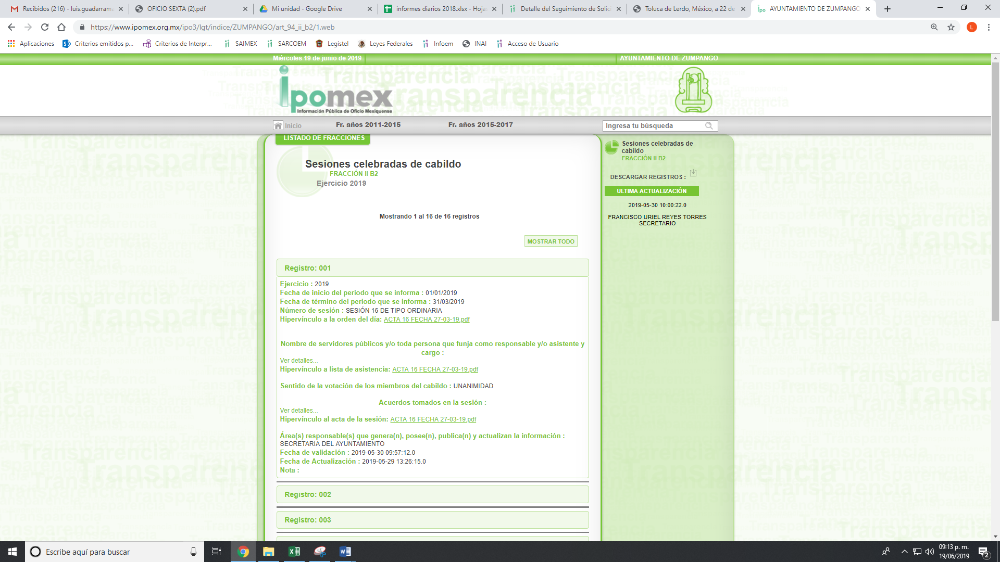 Recibidos (216) - luis.guadarrama
OFICIO SEXTA (2).pdf
Mi unidad - Google Drive
informes diarios 2018.xlsx - Hoja
Detalle del Seguimiento de Solici
Toluca de Lerdo, México, a 22 de
AYUNTAMIENTO DE ZUMPANGO
https://www.ipomex.org.mx/ipo3/lgt/indice/ZUMPANGO/art_94_ii_b2/1.web
L
Aplicaciones
Criterios emitidos p...
Criterios de Interpr...
SAIMEX
SARCOEM
Legistel
Leyes Federales
Infoem
INAI
Acceso de Usuario
Miércoles 19 de junio de 2019
AYUNTAMIENTO DE ZUMPANGO
Transparencia
ipomex
Información Pública de Oficio Mexiquense
Inicio
Fr. años 2011-2015
Fr. años 2015-2017
Ingresa tu búsqueda
LISTADO DE FRACCIONES
Sesiones celebradas de cabildo
FRACCIÓN II B2
Ejercicio 2019
Mostrando 1 al 16 de 16 registros
MOSTRAR TODO
Registro: 001
Ejercicio : 2019
Fecha de inicio del periodo que se informa : 01/01/2019
Fecha de término del periodo que se informa : 31/03/2019
Número de sesión : SESIÓN 16 DE TIPO ORDINARIA
Hipervínculo a la orden del día: ACTA 16 FECHA 27-03-19.pdf
Nombre de servidores públicos y/o toda persona que funja como responsable y/o asistente y
cargo :
Ver detalles...
Hipervínculo a lista de asistencia: ACTA 16 FECHA 27-03-19.pdf
Sentido de la votación de los miembros del cabildo : UNANIMIDAD
Acuerdos tomados en la sesión :
Ver detalles...
Hipervínculo al acta de la sesión: ACTA 16 FECHA 27-03-19.pdf
Área(s) responsable(s) que genera(n), posee(n), publica(n) y actualizan la información :
SECRETARIA DEL AYUNTAMIENTO
Fecha de validación : 2019-05-30 09:57:12.0
Fecha de Actualización : 2019-05-29 13:26:15.0
Nota :
Registro: 002
Registro: 003
Sesiones celebradas de
cabildo
FRACCIÓN II B2
DESCARGAR REGISTROS :
ULTIMA ACTUALIZACIÓN
2019-05-30 10:00:22.0
FRANCISCO URIEL REYES TORRES
SECRETARIO
Escribe aquí para buscar
09:13 p. m.
19/06/2019
2